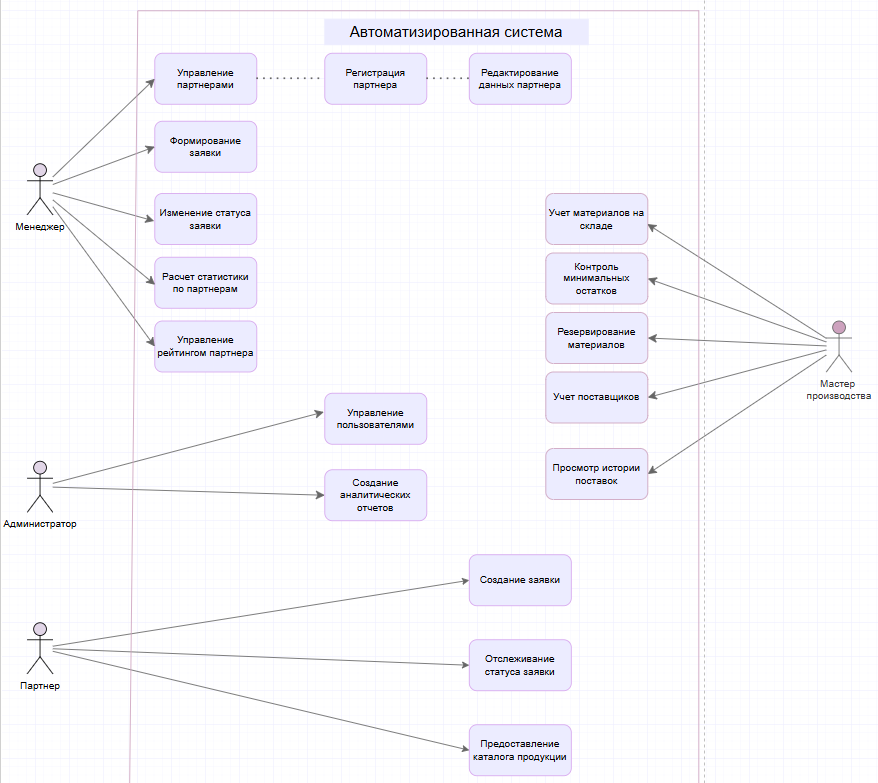 Автоматизированная система
Управление
партнерами
Регистрация
партнера
Редактирование
данных партнера
Формирование
заявки
Менеджер
Изменение статуса
заявки
Расчет статистики
по партнерам
Управление
рейтингом партнера
Учет материалов на
складе
Контроль
минимальных
остатков
Резервирование
материалов
Учет поставщиков
Просмотр истории
поставок
Мастер
производства
Управление
пользователями
Создание
аналитических
отчетов
Администратор
Создание заявки
Отслеживание
статуса заявки
Предоставление
каталога продукции
Партнер